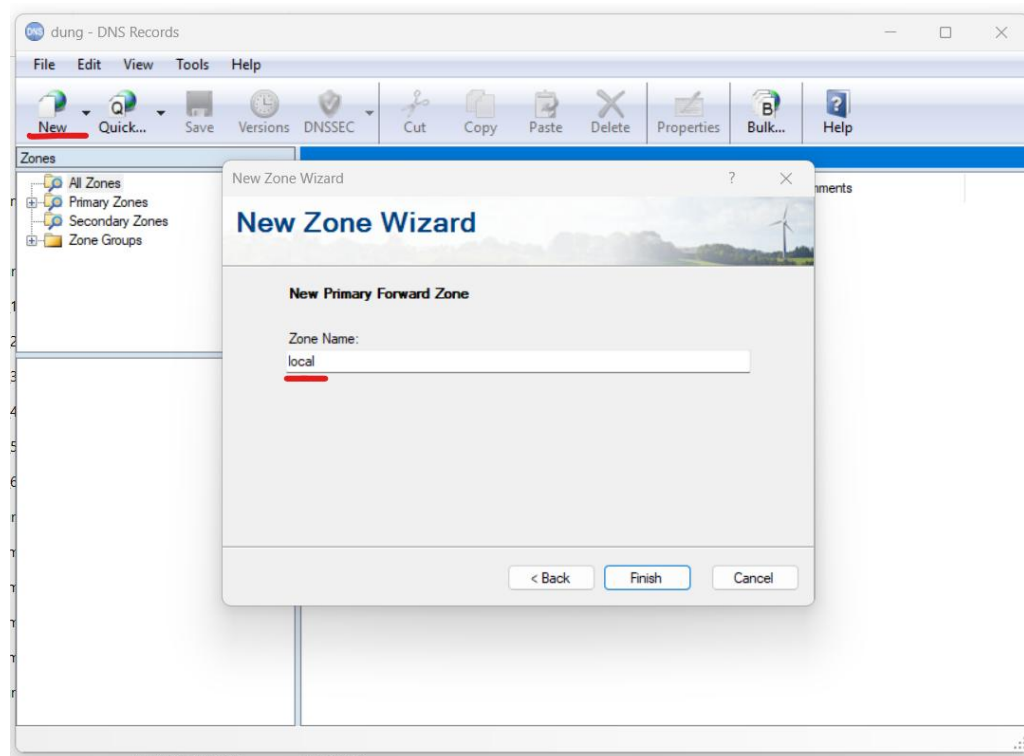 DNS dung - DNS Records
File Edit View Tools Help
New Quick... Save Versions DNSSEC Cut Copy Paste Delete Properties Bulk... Help
Zones
All Zones
Primary Zones
Secondary Zones
Zone Groups
New Zone Wizard ?
New Zone Wizard
New Primary Forward Zone
Zone Name:
local
< Back Finish Cancel